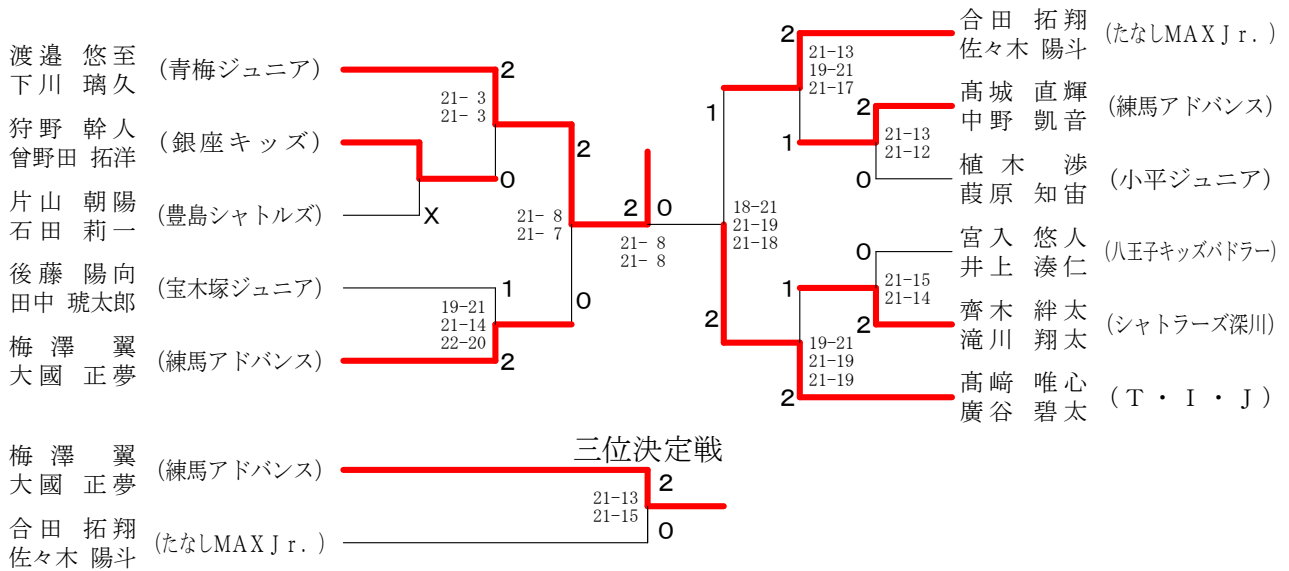 渡邉 悠至
下川 璃久
(青梅ジュニア)
2
21- 3
21- 3
狩野 幹人
曾野田 拓洋
(銀座キッズ)
0
片山 朝陽
石田 莉一
(豊島シャトルズ)
X
2
21- 8
21- 7
0
後藤 陽向
田中 琥太郎
(宝木塚ジュニア)
1
19-21
21-14
22-20
梅澤 翼
大國 正夢
(練馬アドバンス)
2
2
0
21- 8
21- 8
合田 拓翔
佐々木 陽斗
(たなしMAXJr.)
2
21-13
19-21
21-17
1
髙城 直輝
中野 凱音
(練馬アドバンス)
2
21-13
21-12
1
植木 渉
葭原 知宙
(小平ジュニア)
0
18-21
21-19
21-18
宮入 悠人
井上 湊仁
(八王子キッズバドラー)
0
21-15
21-14
1
齊木 絆太
滝川 翔太
(シャトラーズ深川)
2
2
19-21
21-19
21-19
髙﨑 唯心
廣谷 碧太
(T・I・J)
2
三位決定戦
梅澤 翼
大國 正夢
(練馬アドバンス)
2
21-13
21-15
合田 拓翔
佐々木 陽斗
(たなしMAXJr.)
0